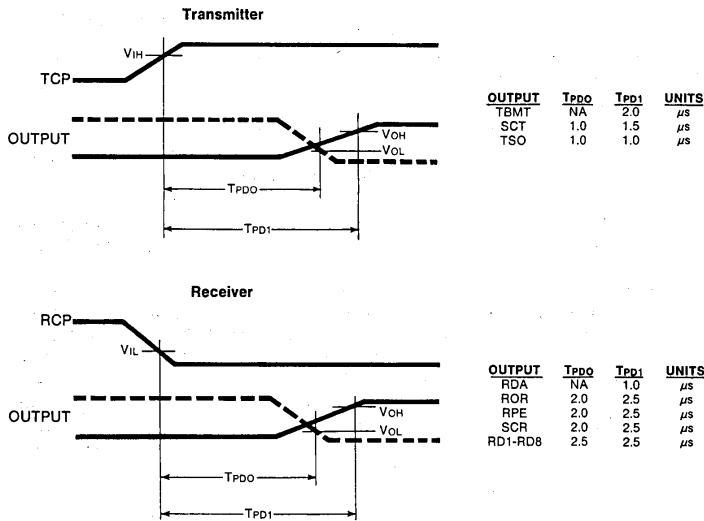 Transmitter
VIH
TCP
OUTPUT
VOH
VOL
TPDO
TPD1
OUTPUT TPDO TPD1 UNITS
TBMT NA 2.0 µs
SCT 1.0 1.5 µs
TSO 1.0 1.0 µs
Receiver
RCP
VIL
OUTPUT
VOH
VOL
TPDO
TPD1
OUTPUT TPDO TPD1 UNITS
RDA NA 1.0 µs
ROR 2.0 2.5 µs
RPE 2.0 2.5 µs
SCR 2.0 2.5 µs
RD1-RD8 2.5 2.5 µs